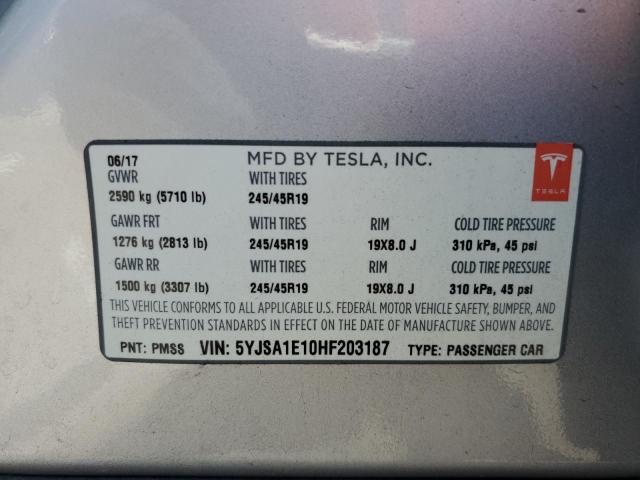 06/17 MFD BY TESLA, INC.
GVWR WITH TIRES
2590 kg (5710 lb) 245/45R19
TESLA
GAWR FRT WITH TIRES RIM COLD TIRE PRESSURE
1276 kg (2813 lb) 245/45R19 19X8.0 J 310 kPa, 45 psi
GAWR RR WITH TIRES RIM COLD TIRE PRESSURE
1500 kg (3307 lb) 245/45R19 19X8.0 J 310 kPa, 45 psi
THIS VEHICLE CONFORMS TO ALL APPLICABLE U.S. FEDERAL MOTOR VEHICLE SAFETY, BUMPER, AND
THEFT PREVENTION STANDARDS IN EFFECT ON THE DATE OF MANUFACTURE SHOWN ABOVE.
PNT: PMSS VIN: 5YJSA1E10HF203187 TYPE: PASSENGER CAR